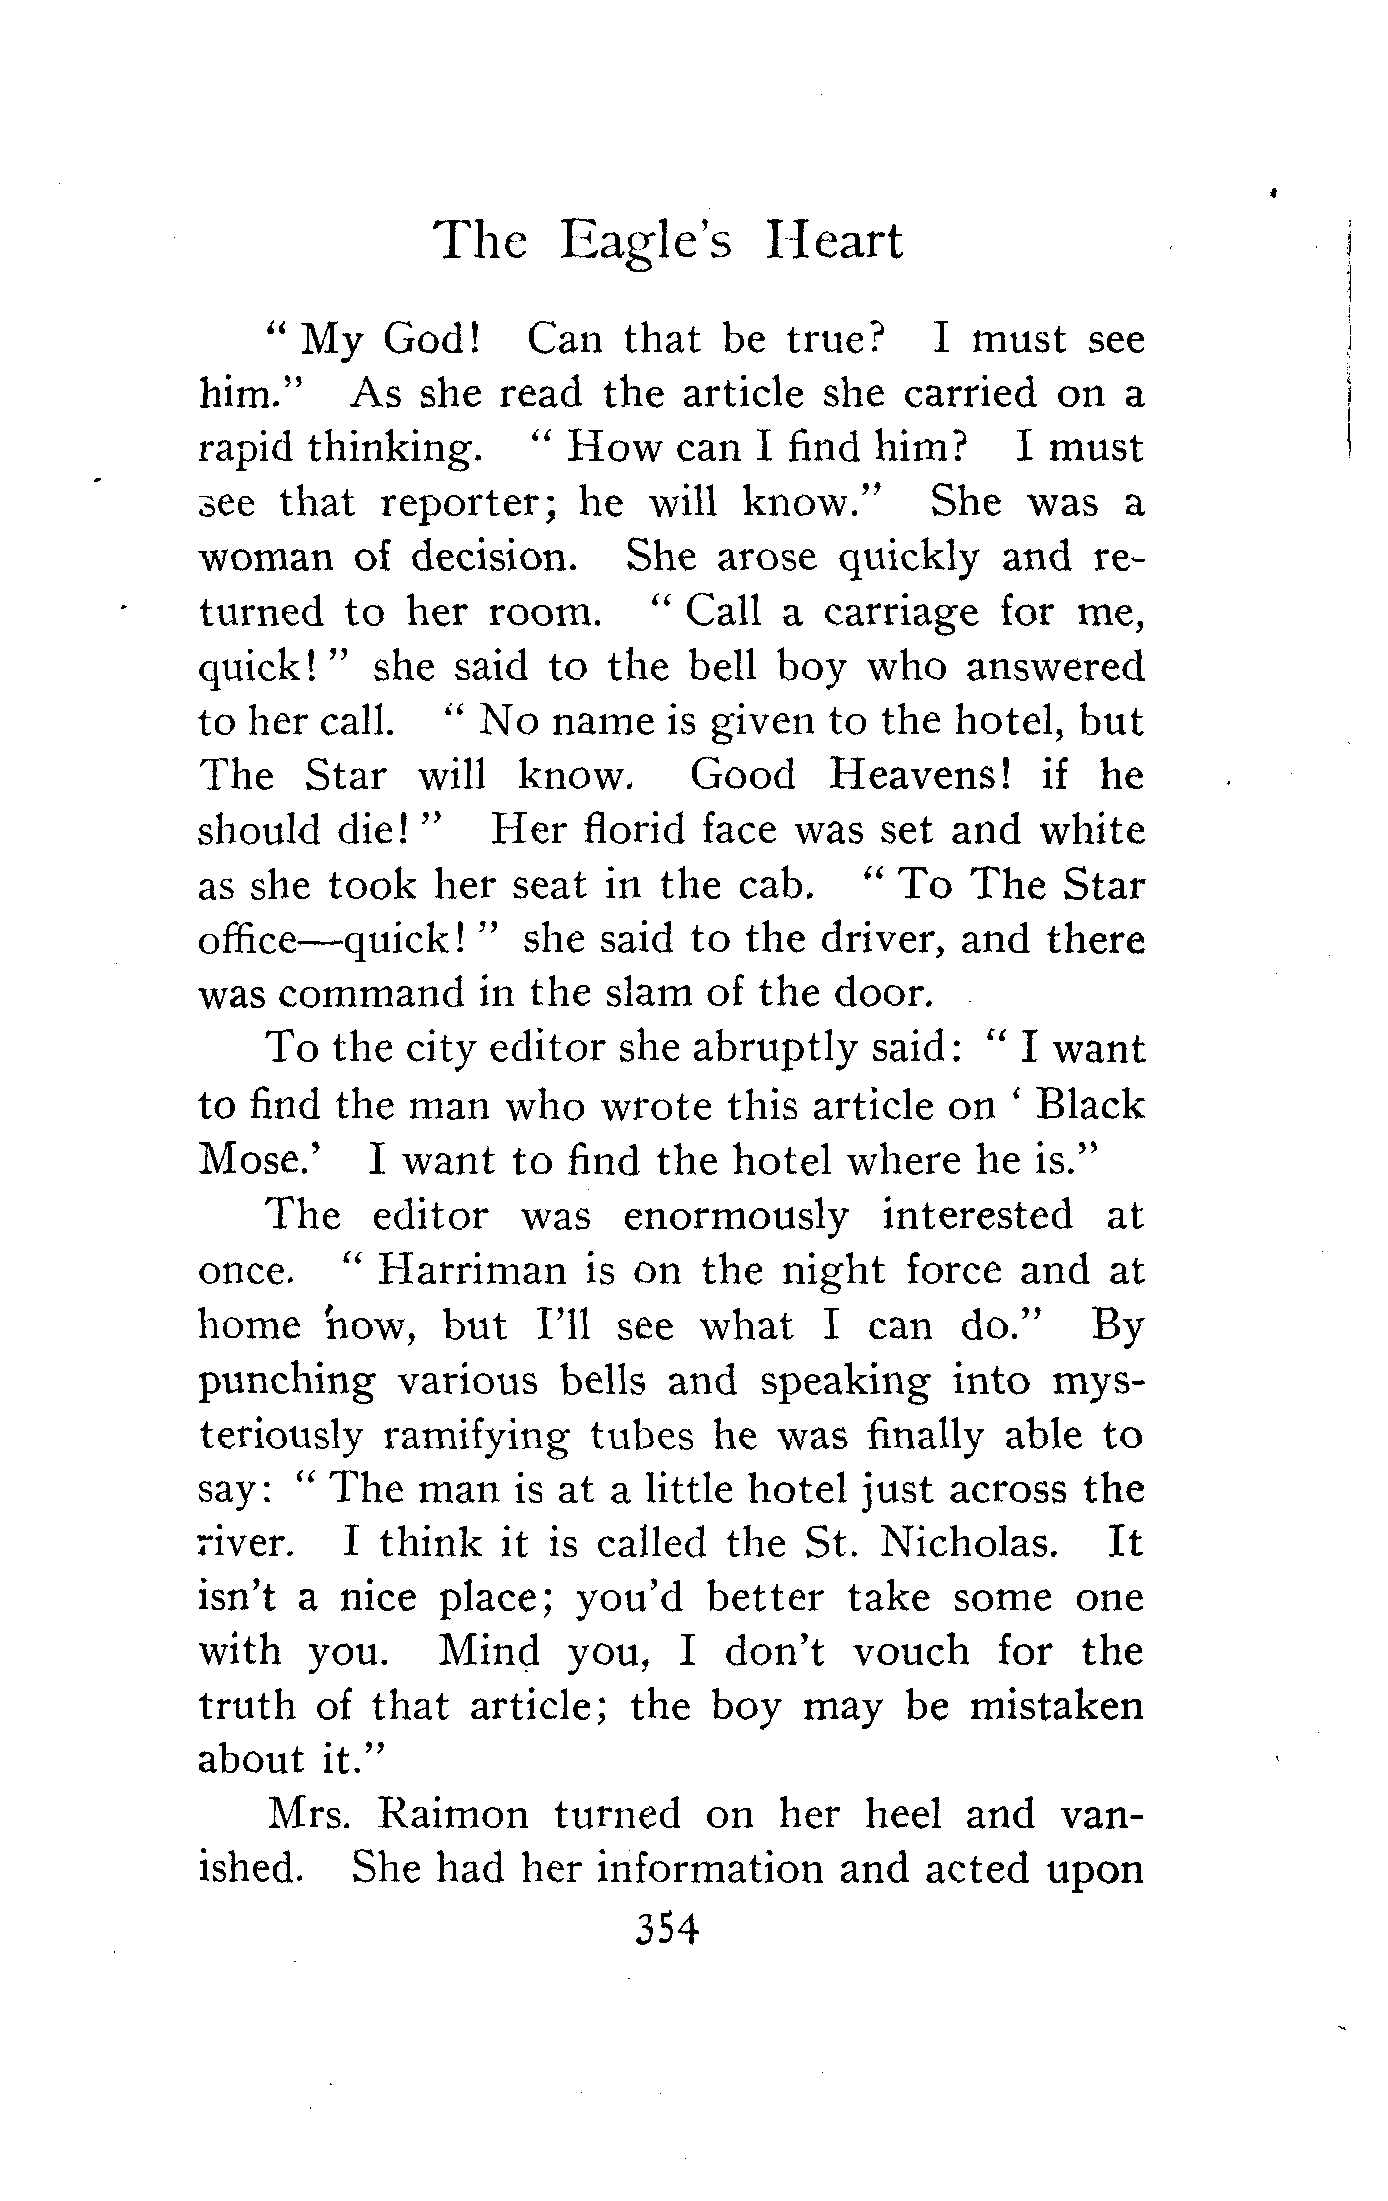 The Eagle's Heart
" My God! Can that be true? I must see
him." As she read the article she carried on a
rapid thinking. " How can I find him? I must
see that reporter; he will know." She was a
woman of decision. She arose quickly and re-
turned to her room. " Call a carriage for me,
quick! " she said to the bell boy who answered
to her call. " No name is given to the hotel, but
The Star will know. Good Heavens! if he
should die! " Her florid face was set and white
as she took her seat in the cab. " To The Star
office—quick! " she said to the driver, and there
was command in the slam of the door.
To the city editor she abruptly said: " I want
to find the man who wrote this article on ' Black
Mose.' I want to find the hotel where he is."
The editor was enormously interested at
once. " Harriman is on the night force and at
home now, but I'll see what I can do." By
punching various bells and speaking into mys-
teriously ramifying tubes he was finally able to
say: " The man is at a little hotel just across the
river. I think it is called the St. Nicholas. It
isn't a nice place; you'd better take some one
with you. Mind you, I don't vouch for the
truth of that article; the boy may be mistaken
about it."
Mrs. Raimon turned on her heel and van-
ished. She had her information and acted upon
354